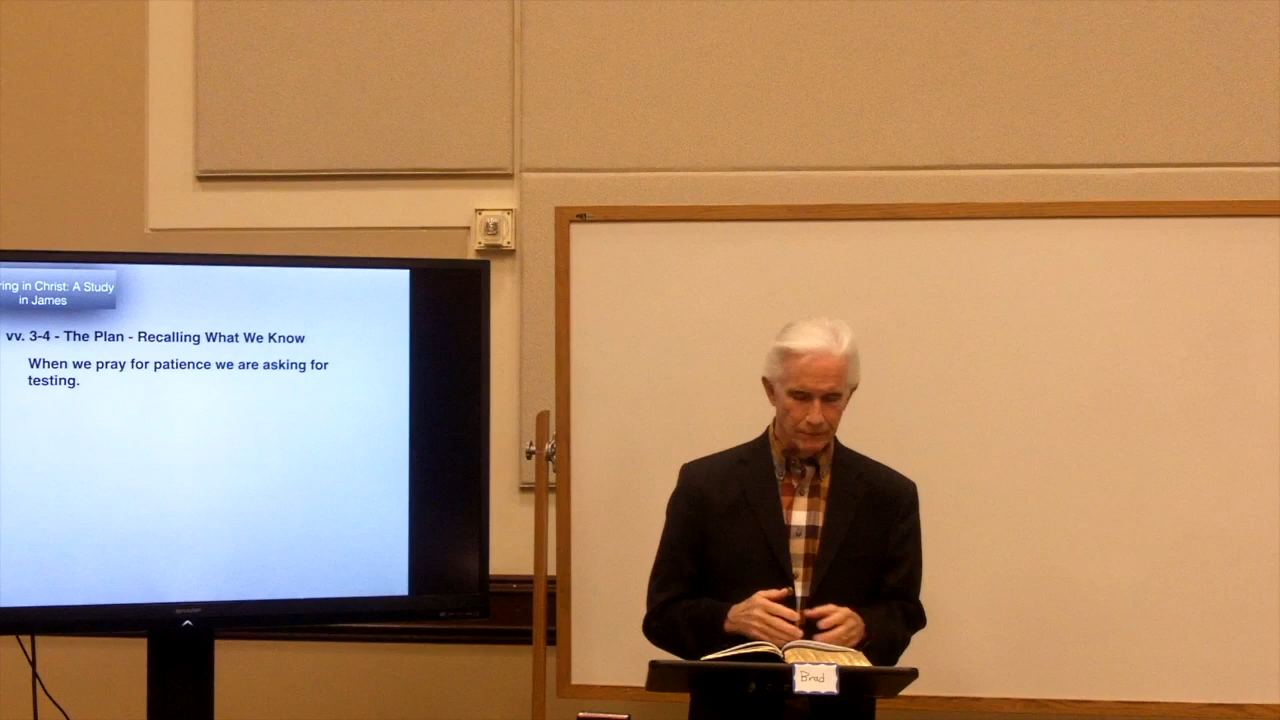 ring in Christ: A Study
in James
vv. 3-4 - The Plan - Recalling What We Know
When we pray for patience we are asking for
testing.
SHARP
Brad